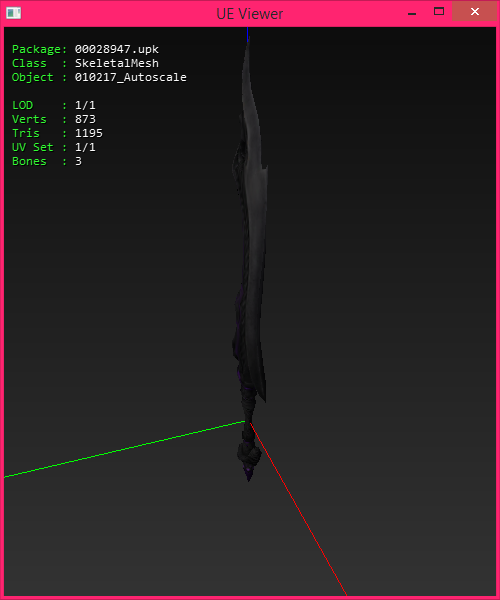 UE Viewer
Package: 00028947.upk
Class : SkeletalMesh
Object : 010217_Autoscale
LOD : 1/1
Verts : 873
Tris : 1195
UV Set : 1/1
Bones : 3